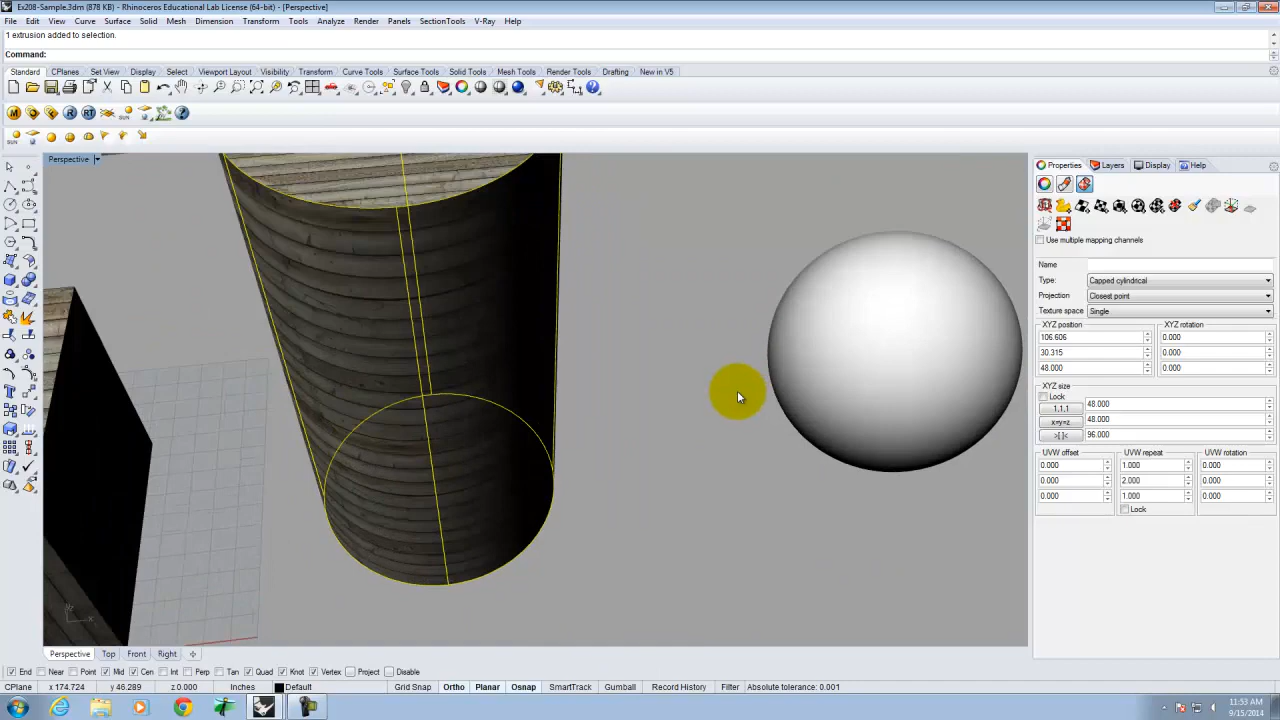 Ex208-Sample.3dm (878 KB) - Rhinoceros Educational Lab License (64-bit) - [Perspective]
File Edit View Curve Surface Solid Mesh Dimension Transform Tools Analyze Render Panels SectionTools V-Ray Help
1 extrusion added to selection.
Command:
Standard CPlanes Set View Display Select Viewport Layout Visibility Transform Curve Tools Surface Tools Solid Tools Mesh Tools Render Tools Drafting New in V5
M R RT SUN
SUN
Perspective
Properties Layers Display Help
Use multiple mapping channels
Name
Type: Capped cylindrical
Projection Closest point
Texture space Single
XYZ position XYZ rotation
106.606 0.000
30.315 0.000
48.000 0.000
XYZ size
Lock
1,1,1 48.000
x=y=z 48.000
>[ ]< 96.000
UVW offset UVW repeat UVW rotation
0.000 1.000 0.000
0.000 2.000 0.000
0.000 1.000 0.000
Lock
x
Perspective Top Front Right
End Near Point Mid Cen Int Perp Tan Quad Knot Vertex Project Disable
CPlane x 174.724 y 46.289 z 0.000 Inches Default Grid Snap Ortho Planar Osnap SmartTrack Gumball Record History Filter Absolute tolerance: 0.001
11:53 AM
9/15/2014